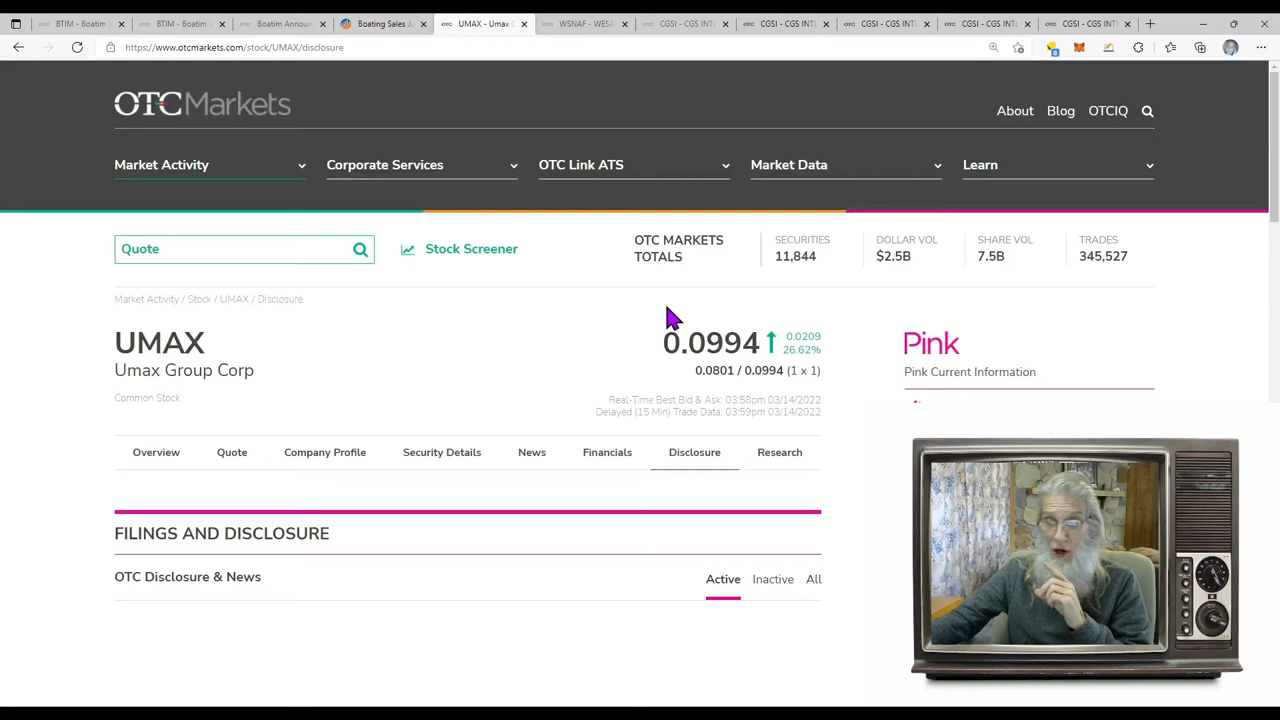 BTIM - Boatim I
BTIM - Boatim I
Boatim Announ
Boating Sales Ju
UMAX - Umax G
WSNAF - WESA
CGSI - CGS INTL
CGSI - CGS INTL
CGSI - CGS INTL
CGSI - CGS INTL
CGSI - CGS INTL
https://www.otcmarkets.com/stock/UMAX/disclosure
OTCMarkets
About Blog OTCIQ
Market Activity Corporate Services OTC Link ATS Market Data Learn
Quote
Stock Screener
OTC MARKETS
TOTALS
SECURITIES
11,844
DOLLAR VOL
$2.5B
SHARE VOL
7.5B
TRADES
345,527
Market Activity / Stock / UMAX / Disclosure
UMAX
Umax Group Corp
Common Stock
0.0994
0.0209
26.62%
0.0801 / 0.0994 (1 x 1)
Real-Time Best Bid & Ask: 03:58pm 03/14/2022
Delayed (15 Min) Trade Data: 03:59pm 03/14/2022
Pink
Pink Current Information
Overview Quote Company Profile Security Details News Financials Disclosure Research
FILINGS AND DISCLOSURE
OTC Disclosure & News
Active Inactive All